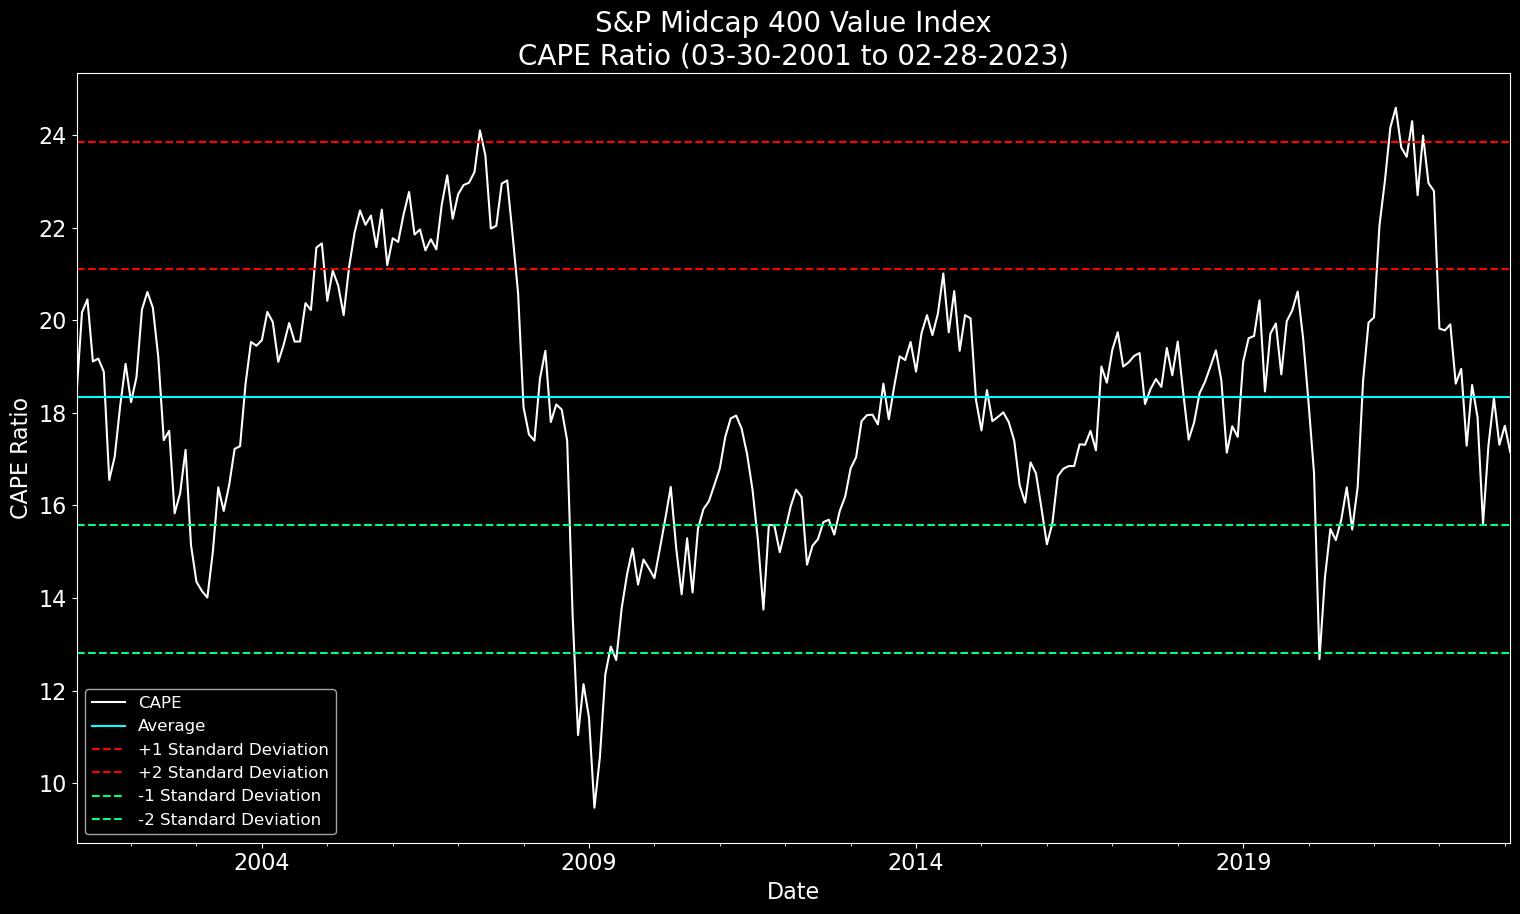 S&P Midcap 400 Value Index
CAPE Ratio (03-30-2001 to 02-28-2023)
CAPE Ratio
24
22
20
18
16
14
12
10
CAPE
Average
+1 Standard Deviation
+2 Standard Deviation
-1 Standard Deviation
-2 Standard Deviation
2004
2009
2014
2019
Date